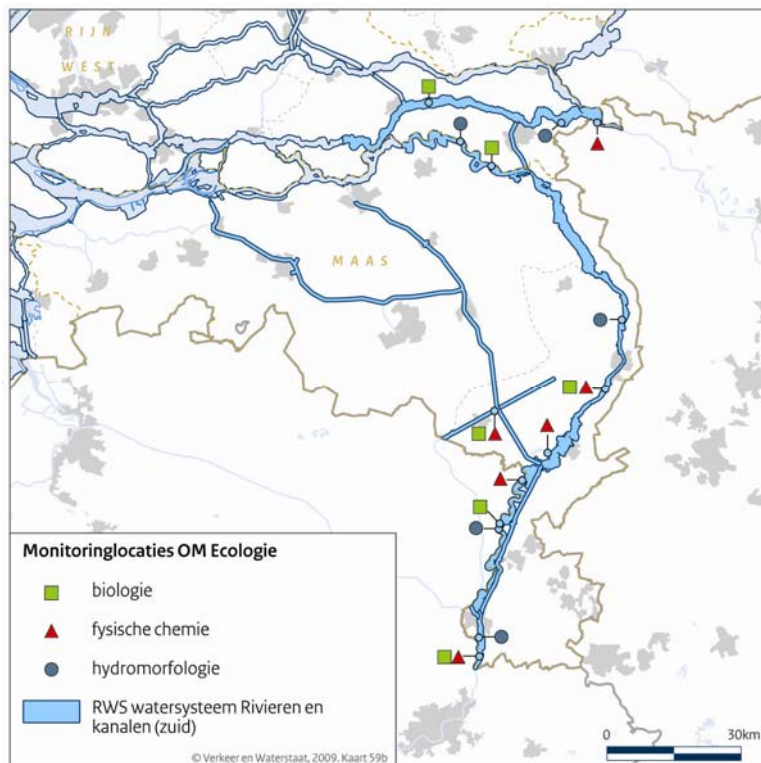 RIJN
WEST
MAAS
Monitoringlocaties OM Ecologie
biologie
fysische chemie
hydromorfologie
RWS watersysteem Rivieren en
kanalen (zuid)
© Verkeer en Waterstaat, 2009. Kaart 59b
0 30km